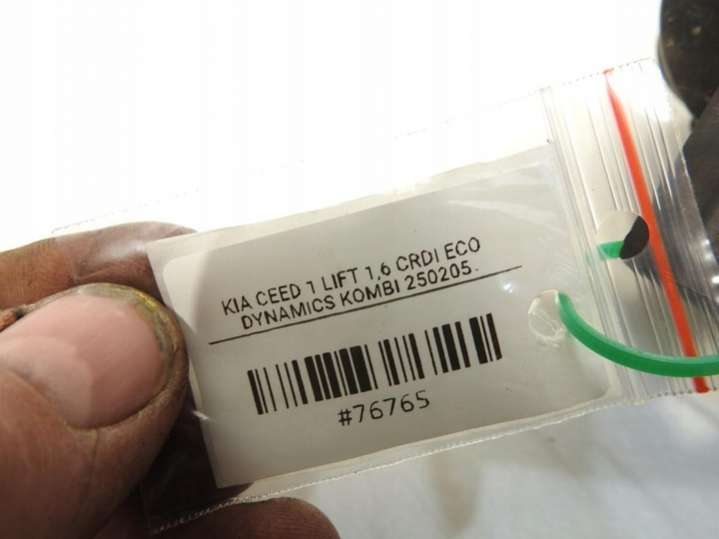 KIA CEED 1 LIFT 1,6 CRDI ECO
DYNAMICS KOMBI 250205.
#76765